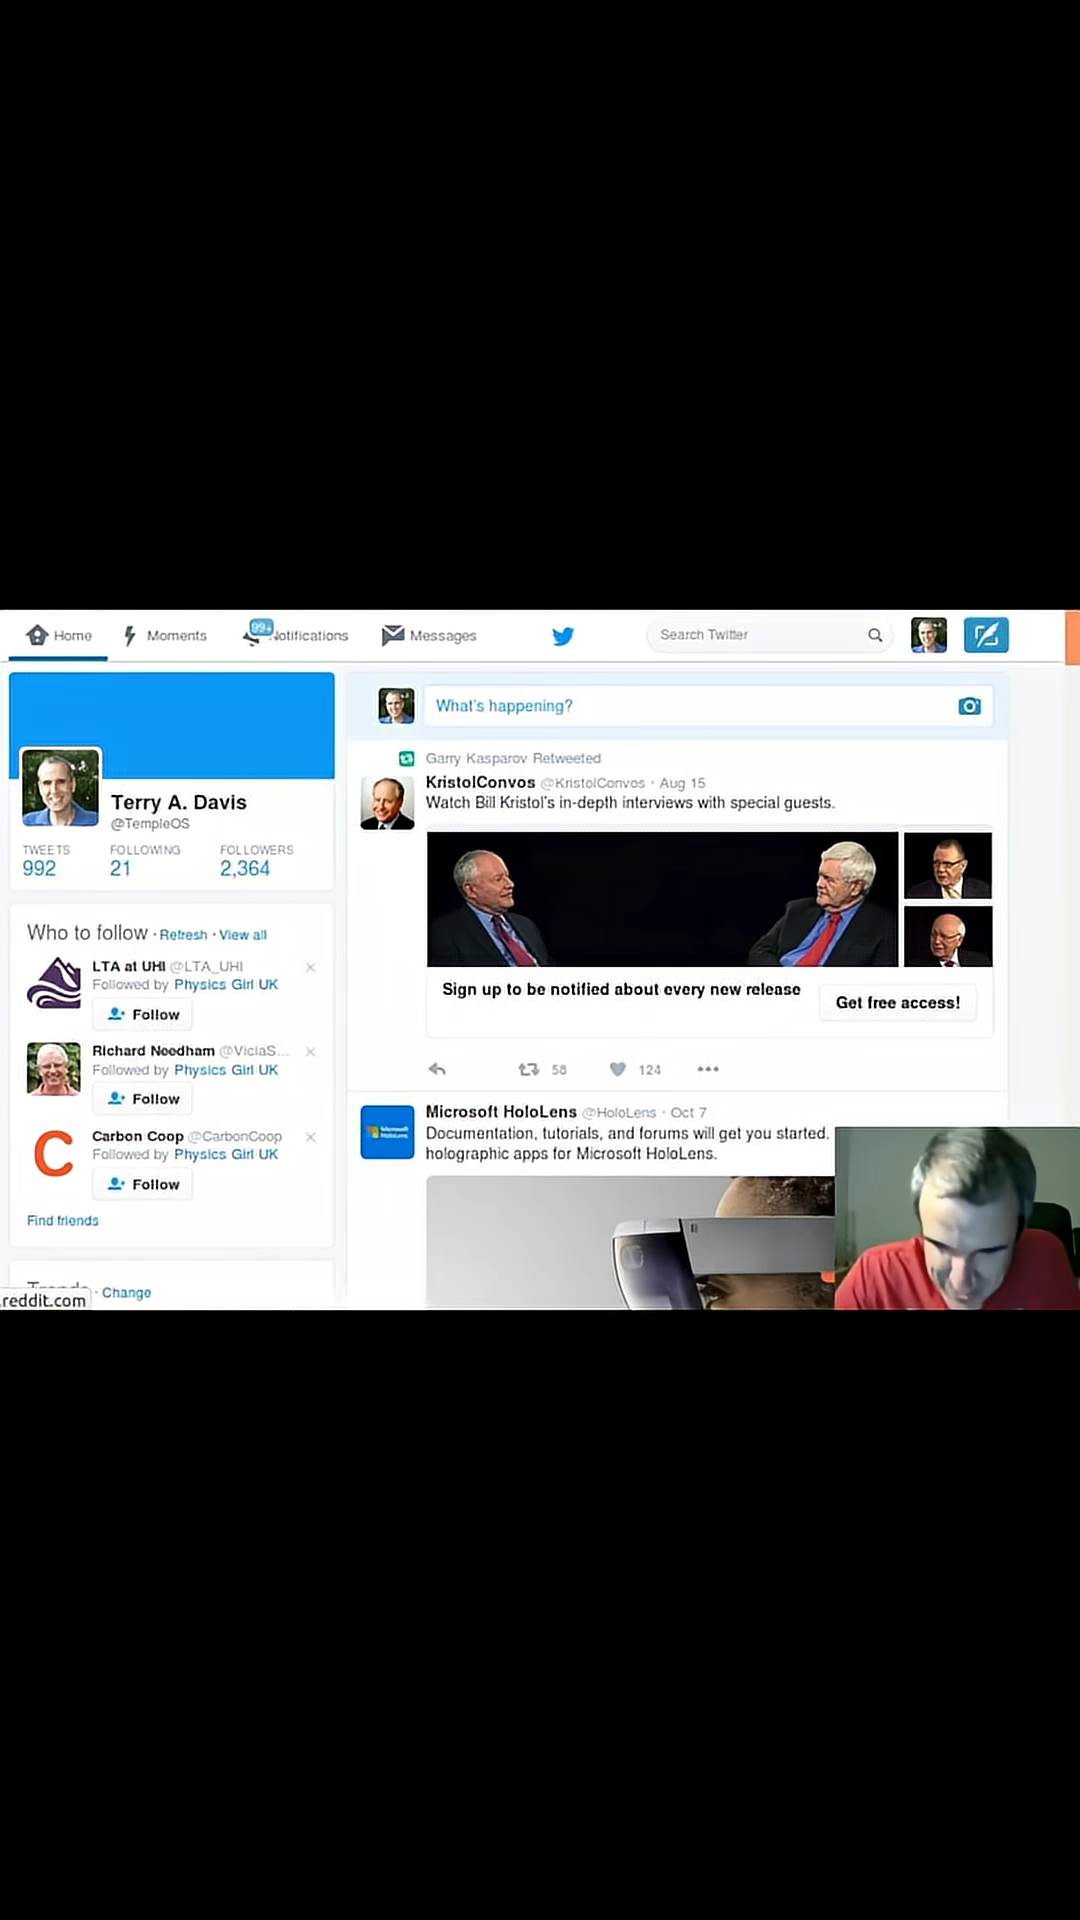 Home
Moments
99+
Notifications
Messages
Search Twitter
What's happening?
Terry A. Davis
@TempleOS
TWEETS FOLLOWING FOLLOWERS
992 21 2,364
Who to follow · Refresh · View all
LTA at UHI @LTA_UHI
Followed by Physics Girl UK
Follow
Richard Needham @ViciaS...
Followed by Physics Girl UK
Follow
Carbon Coop @CarbonCoop
Followed by Physics Girl UK
Follow
Find friends
Trends · Change
reddit.com
Garry Kasparov Retweeted
KristolConvos @KristolConvos · Aug 15
Watch Bill Kristol's in-depth interviews with special guests.
Sign up to be notified about every new release
Get free access!
58 124
Microsoft HoloLens @HoloLens · Oct 7
Documentation, tutorials, and forums will get you started.
holographic apps for Microsoft HoloLens.
Microsoft
HoloLens